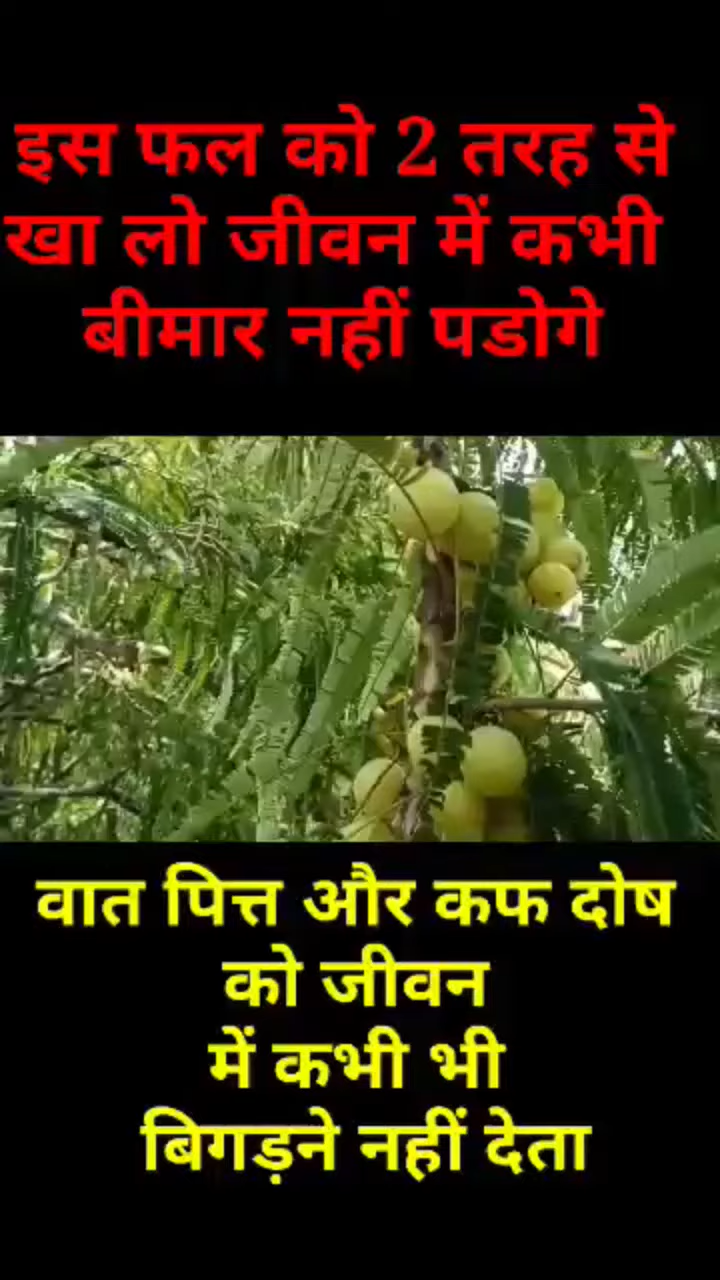 इस फल को 2 तरह से
खा लो जीवन में कभी
बीमार नहीं पडोगे
वात पित्त और कफ दोष
को जीवन
में कभी भी
बिगड़ने नहीं देता